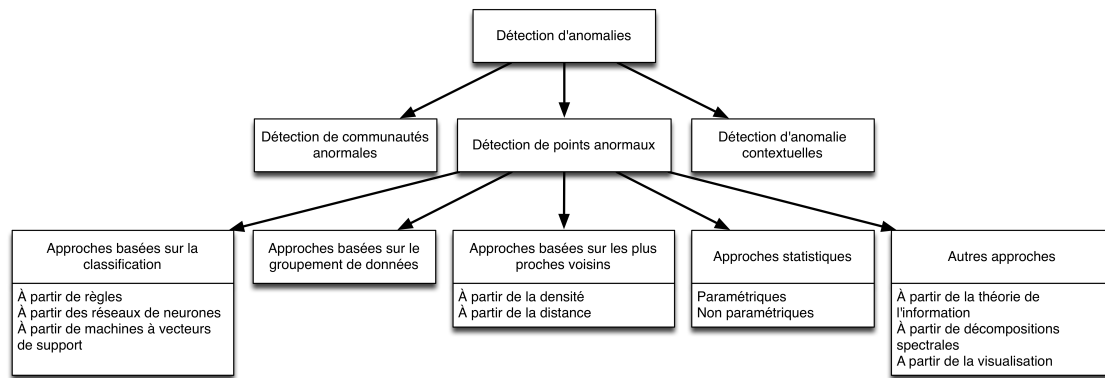 Détection d'anomalies
Détection de communautés
anormales
Détection de points anormaux
Détection d'anomalie
contextuelles
Approches basées sur la
classification
À partir de règles
À partir des réseaux de neurones
À partir de machines à vecteurs
de support
Approches basées sur le
groupement de données
Approches basées sur les plus
proches voisins
À partir de la densité
À partir de la distance
Approches statistiques
Paramétriques
Non paramétriques
Autres approches
À partir de la théorie de
l'information
À partir de décompositions
spectrales
A partir de la visualisation